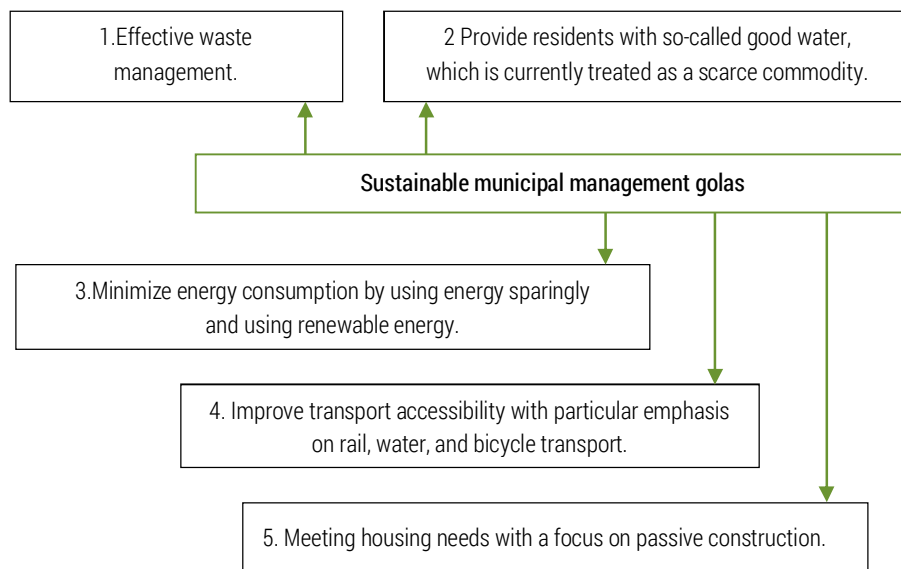 1.Effective waste
management.
2 Provide residents with so-called good water,
which is currently treated as a scarce commodity.
Sustainable municipal management golas
3.Minimize energy consumption by using energy sparingly
and using renewable energy.
4. Improve transport accessibility with particular emphasis
on rail, water, and bicycle transport.
5. Meeting housing needs with a focus on passive construction.